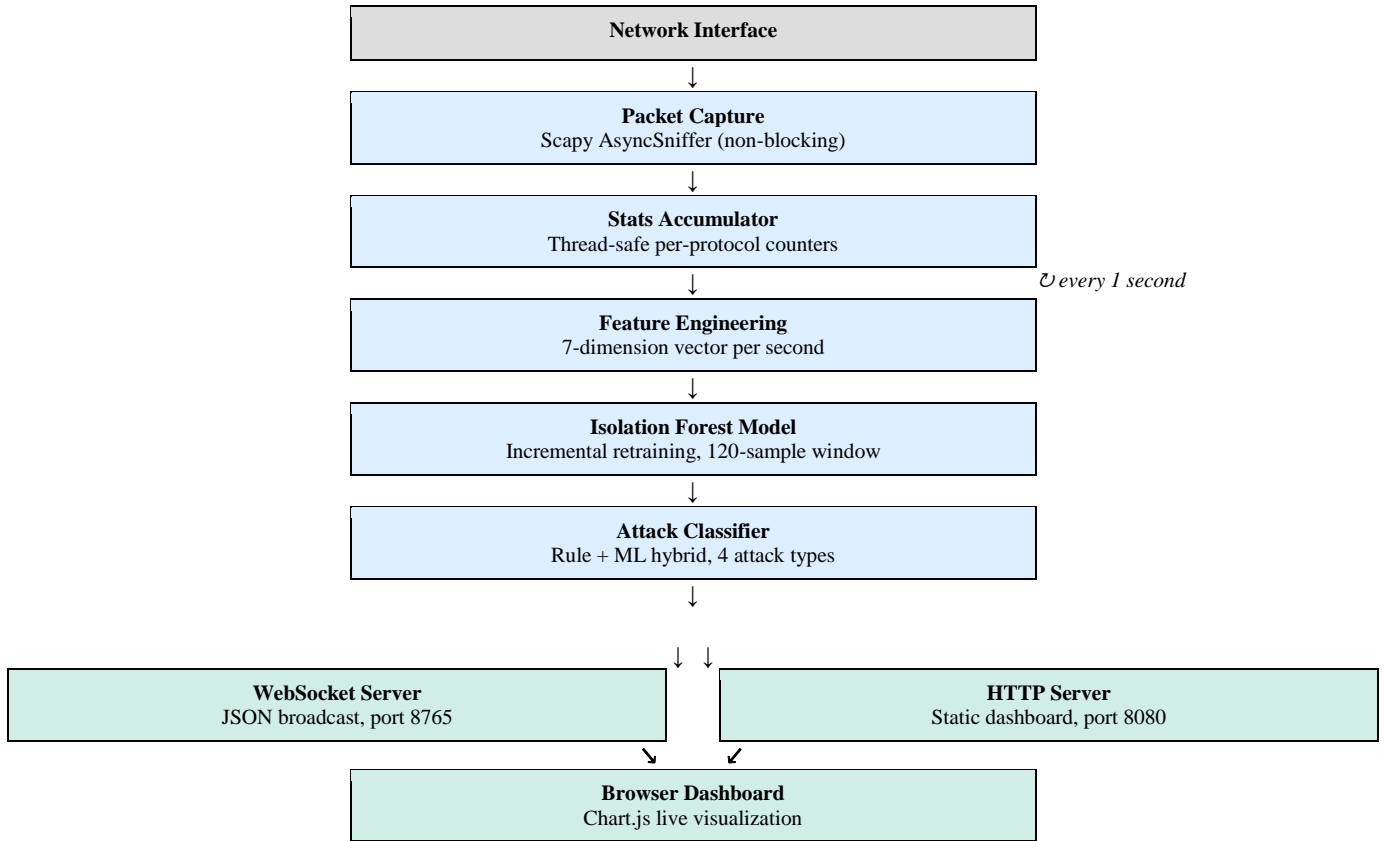 Network Interface
↓
Packet Capture
Scapy AsyncSniffer (non-blocking)
↓
Stats Accumulator
Thread-safe per-protocol counters
↓
↻ every 1 second
Feature Engineering
7-dimension vector per second
↓
Isolation Forest Model
Incremental retraining, 120-sample window
↓
Attack Classifier
Rule + ML hybrid, 4 attack types
↓
↓ ↓
WebSocket Server
JSON broadcast, port 8765
HTTP Server
Static dashboard, port 8080
↘ ↙
Browser Dashboard
Chart.js live visualization